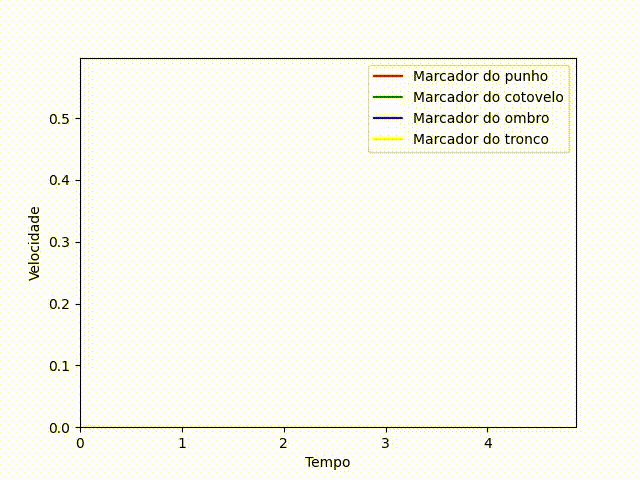 Marcador do punho
Marcador do cotovelo
Marcador do ombro
Marcador do tronco
Velocidade
0.5
0.4
0.3
0.2
0.1
0.0
0 1 2 3 4
Tempo